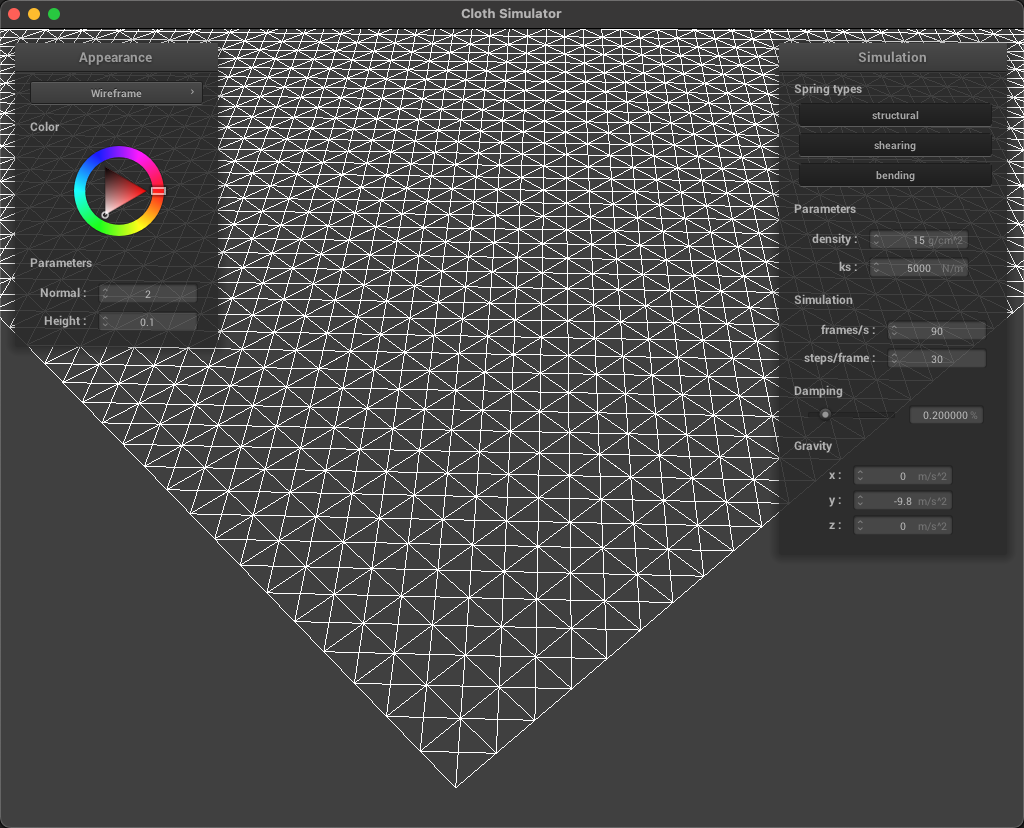 Cloth Simulator
Appearance
Wireframe
Color
Parameters
Normal : 2
Height : 0.1
Simulation
Spring types
structural
shearing
bending
Parameters
density : 15 g/cm^2
ks : 5000 N/m
Simulation
frames/s : 90
steps/frame : 30
Damping
0.200000 %
Gravity
x : 0 m/s^2
y : -9.8 m/s^2
z : 0 m/s^2